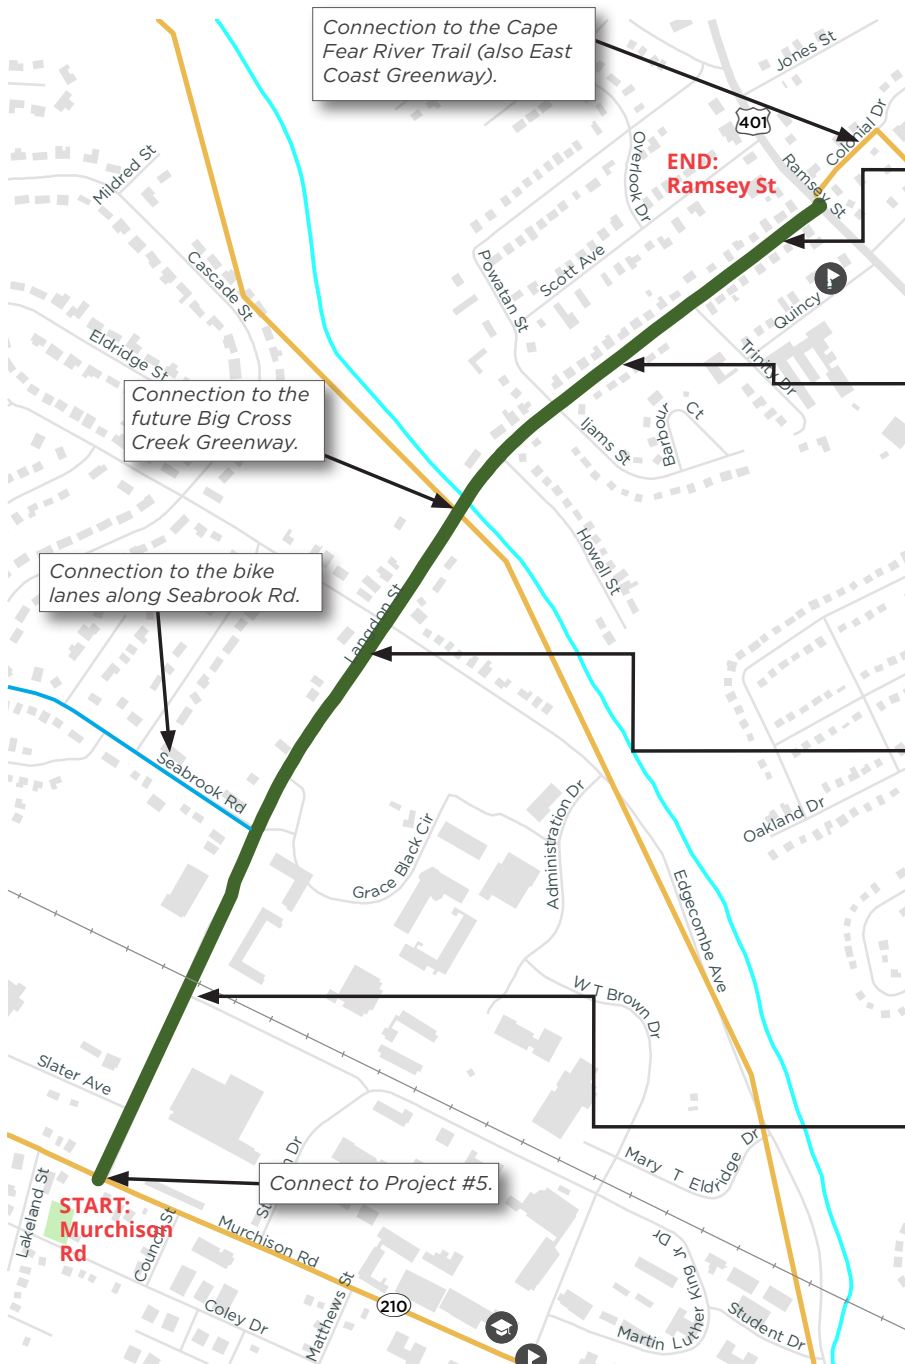 Connection to the Cape
Fear River Trail (also East
Coast Greenway).
Jones St
401
Colonial Dr
Overlook Dr
END:
Ramsey St
Ramsey St
Mildred St
Scott Ave
Powatan St
Cascade St
Quincy
Eldridge St
Trinity Dr
Connection to the
future Big Cross
Creek Greenway.
Barbour
Ct
Ijams St
Howell St
Connection to the bike
lanes along Seabrook Rd.
Langdon St
Seabrook Rd
Oakland Dr
Administration Dr
Grace Black Cir
Edgecombe Ave
W T Brown Dr
Slater Ave
Mary T Eldridge Dr
Connect to Project #5.
START:
Murchison
Rd
Lakeland St
Council St
Murchison Rd
Martin Luther King Jr Dr
210
Coley Dr
Matthews St
Student Dr